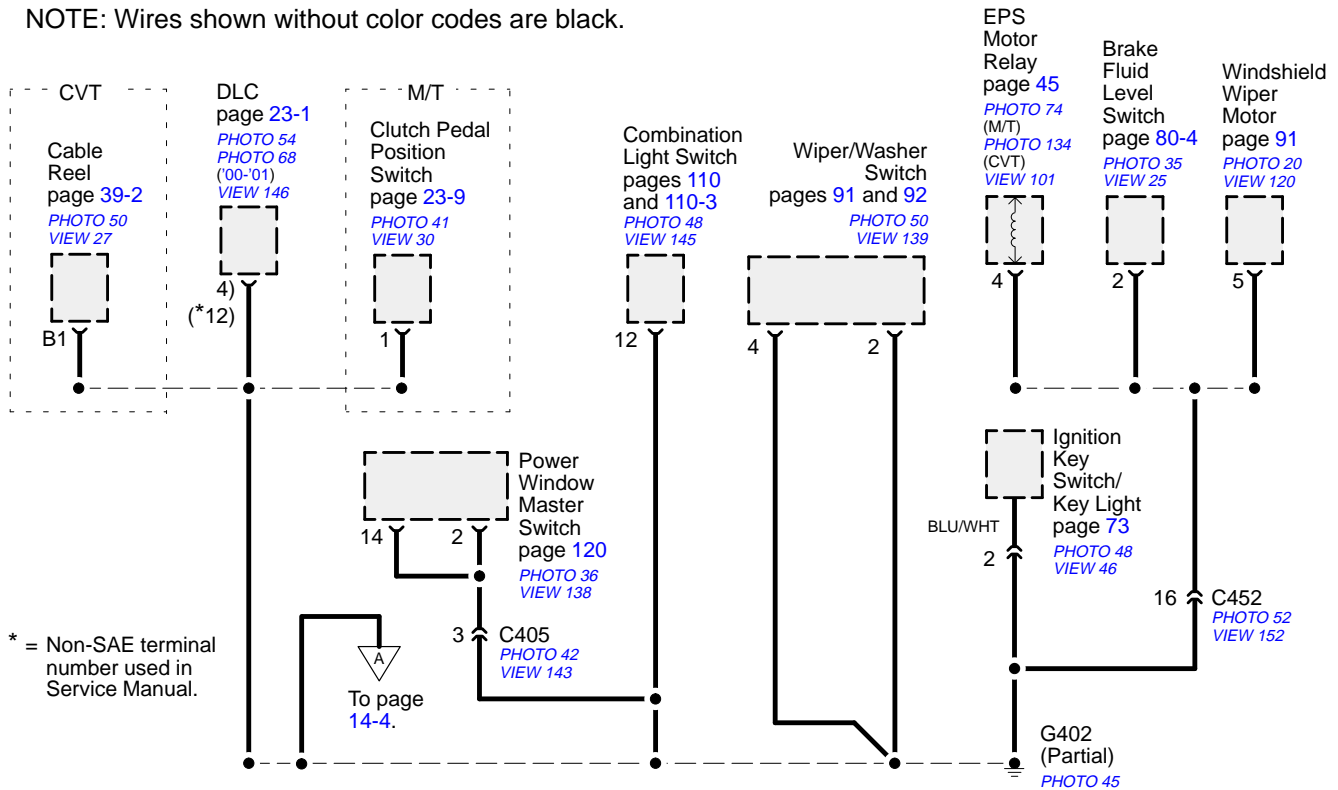 NOTE: Wires shown without color codes are black.
CVT
Cable
Reel
page 39-2
PHOTO 50
VIEW 27
B1
DLC
page 23-1
PHOTO 54
PHOTO 68
('00-'01)
VIEW 146
4)
(*12)
M/T
Clutch Pedal
Position
Switch
page 23-9
PHOTO 41
VIEW 30
1
Combination
Light Switch
pages 110
and 110-3
PHOTO 48
VIEW 145
12
Wiper/Washer
Switch
pages 91 and 92
PHOTO 50
VIEW 139
4
2
EPS
Motor
Relay
page 45
PHOTO 74
(M/T)
PHOTO 134
(CVT)
VIEW 101
4
Brake
Fluid
Level
Switch
page 80-4
PHOTO 35
VIEW 25
2
Windshield
Wiper
Motor
page 91
PHOTO 20
VIEW 120
5
Power
Window
Master
Switch
page 120
PHOTO 36
VIEW 138
14
2
3
C405
PHOTO 42
VIEW 143
Ignition
Key
Switch/
Key Light
page 73
PHOTO 48
VIEW 46
BLU/WHT
2
16
C452
PHOTO 52
VIEW 152
* = Non-SAE terminal
number used in
Service Manual.
A
To page
14-4.
G402
(Partial)
PHOTO 45